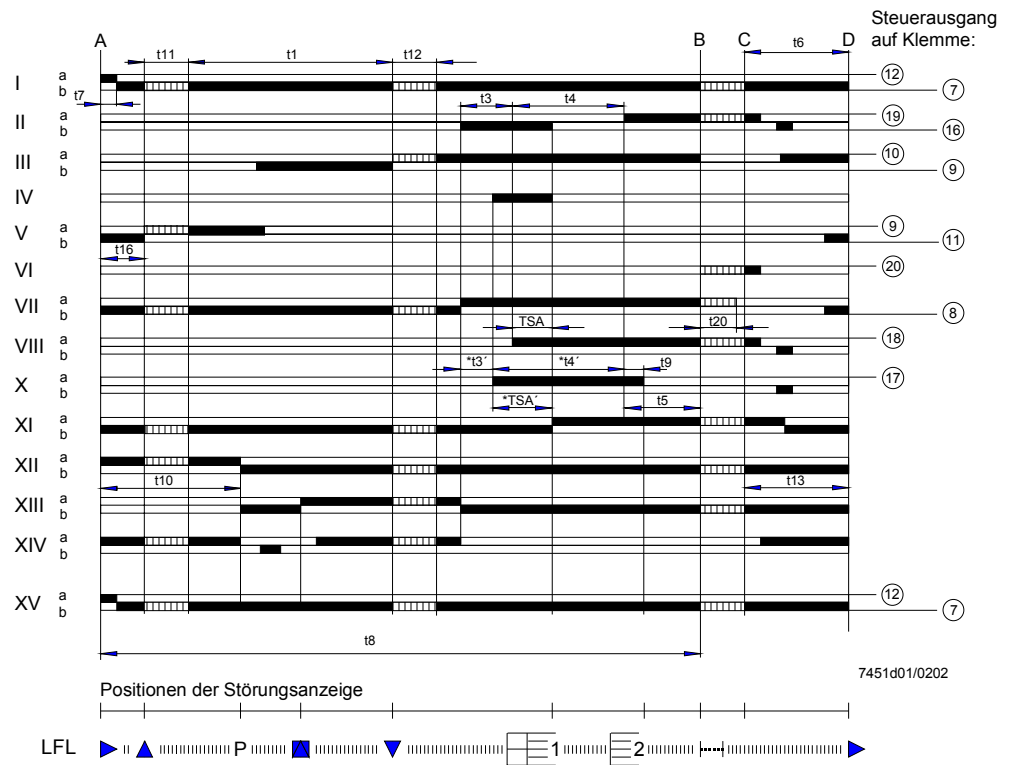 Steuerausgang
auf Klemme:
A B C D
t11 t1 t12 t6
I a b 12 7
t7
t3 t4
II a b 19 16
III a b 10 9
IV
V a b 9 11
t16
VI 20
VII a b 8
TSA t20
VIII a b 18
*t3´ *t4´ t9
X a b 17
*TSA´ t5
XI a b
XII a b
t10 t13
XIII a b
XIV a b
XV a b 12 7
t8
7451d01/0202
Positionen der Störungsanzeige
LFL P 1 2